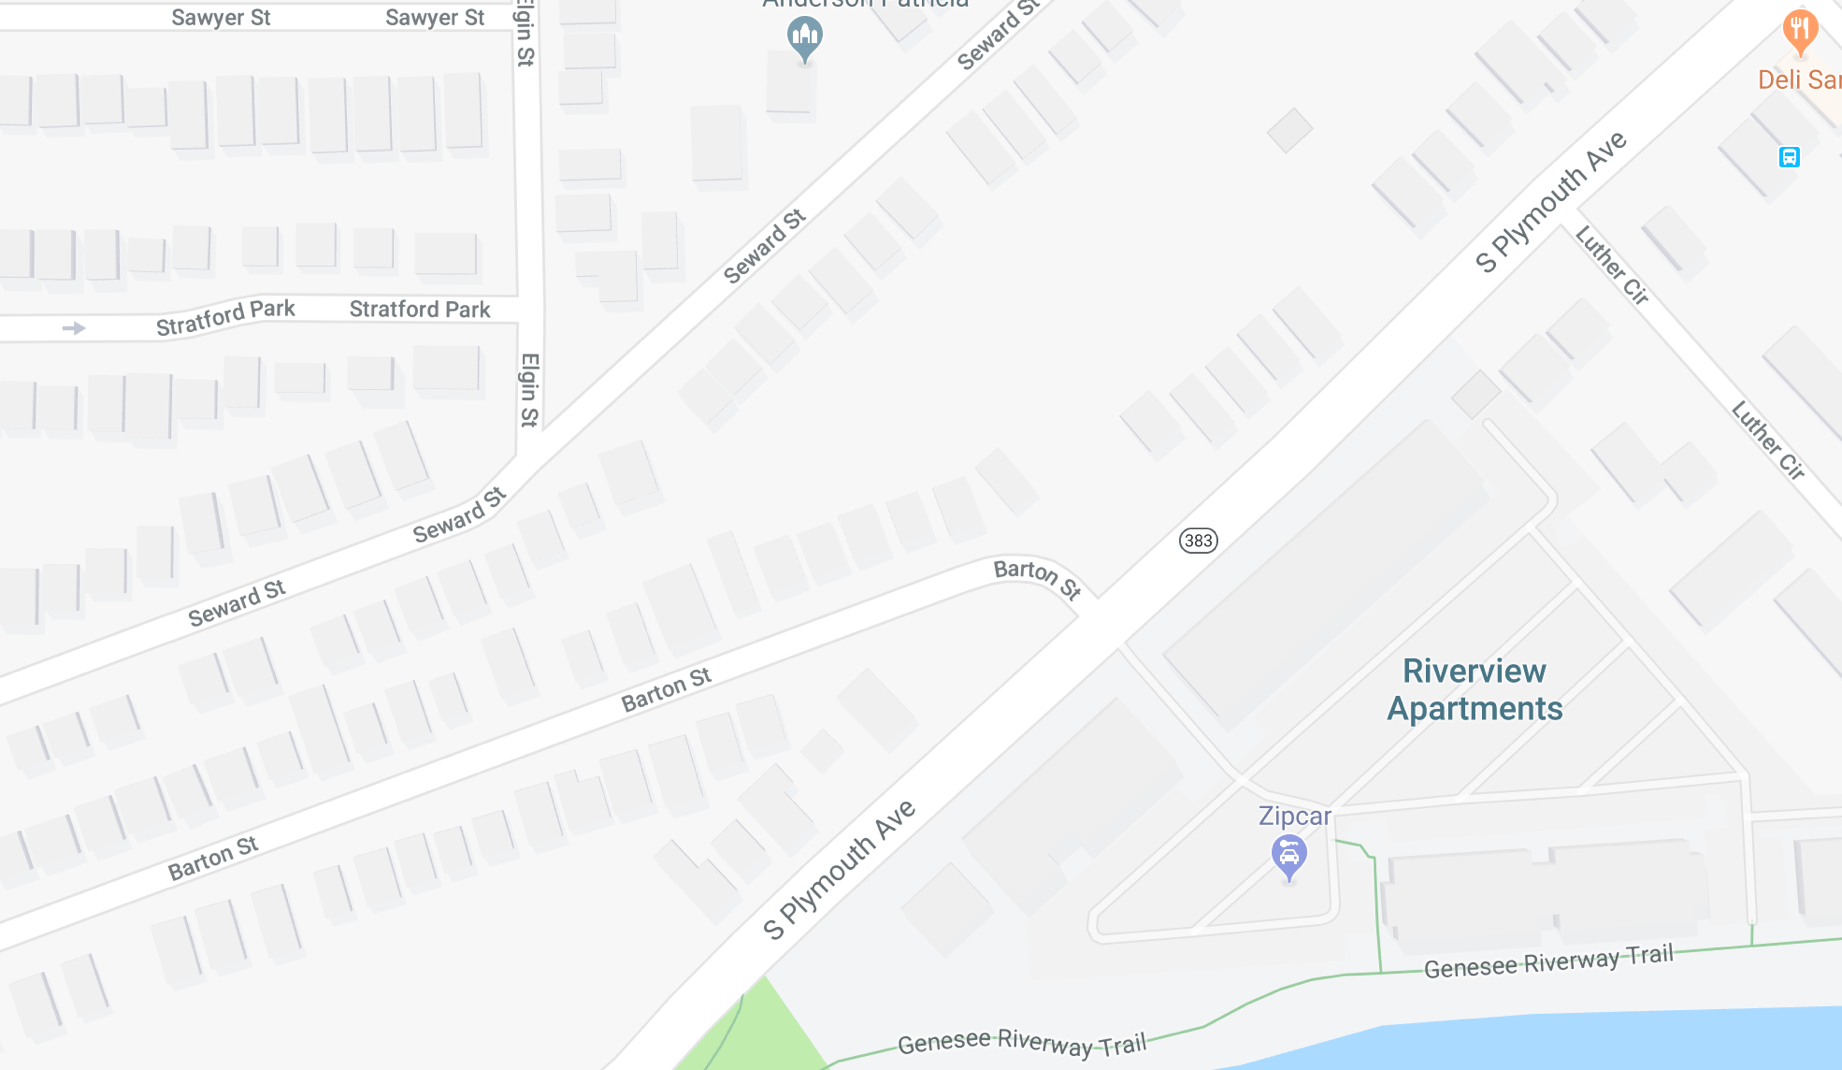 Sawyer St
Sawyer St
Elgin St
Anderson Patricia
Seward St
Deli Sar
S Plymouth Ave
Seward St
Luther Cir
Stratford Park
Stratford Park
Elgin St
Luther Cir
Seward St
383
Barton St
Seward St
Riverview
Apartments
Barton St
Zipcar
S Plymouth Ave
Barton St
Genesee Riverway Trail
Genesee Riverway Trail